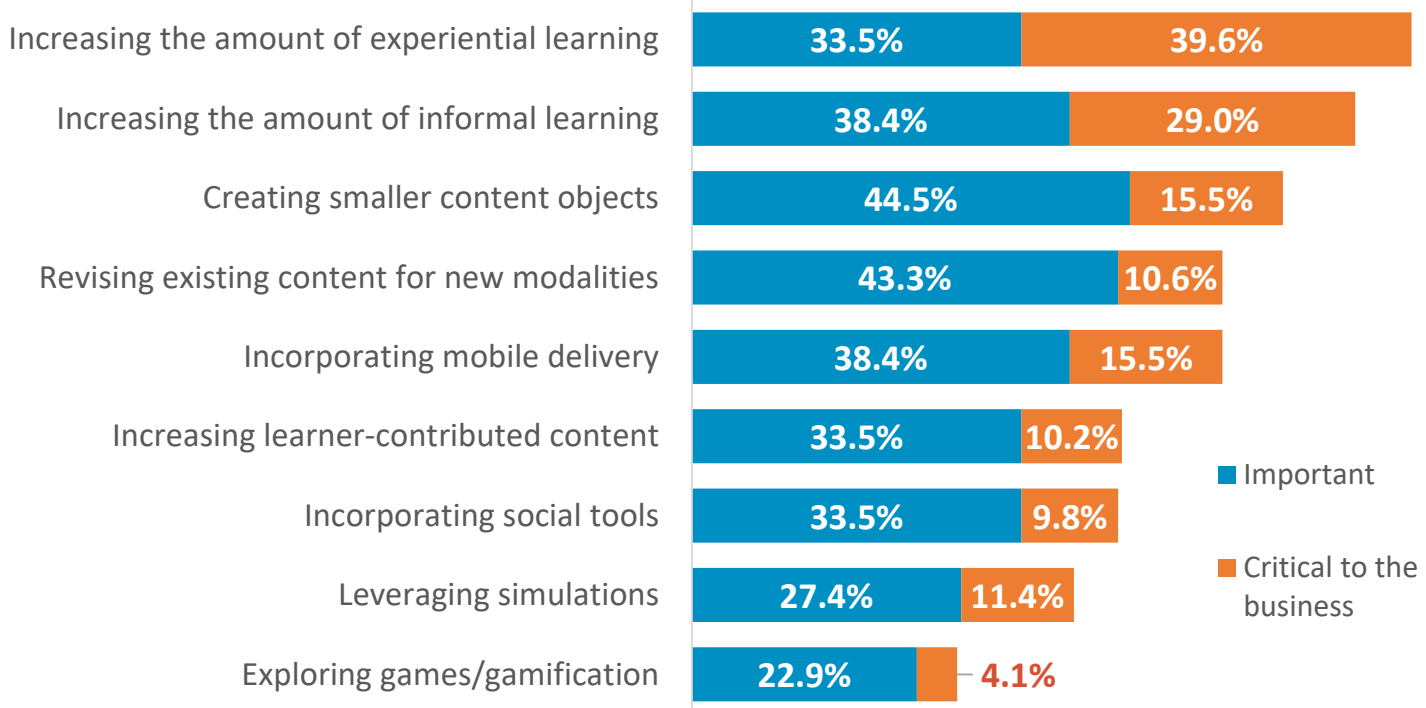 Increasing the amount of experiential learning 33.5% 39.6%
Increasing the amount of informal learning 38.4% 29.0%
Creating smaller content objects 44.5% 15.5%
Revising existing content for new modalities 43.3% 10.6%
Incorporating mobile delivery 38.4% 15.5%
Increasing learner-contributed content 33.5% 10.2%
Incorporating social tools 33.5% 9.8%
Leveraging simulations 27.4% 11.4%
Exploring games/gamification 22.9% 4.1%
Important
Critical to the
business